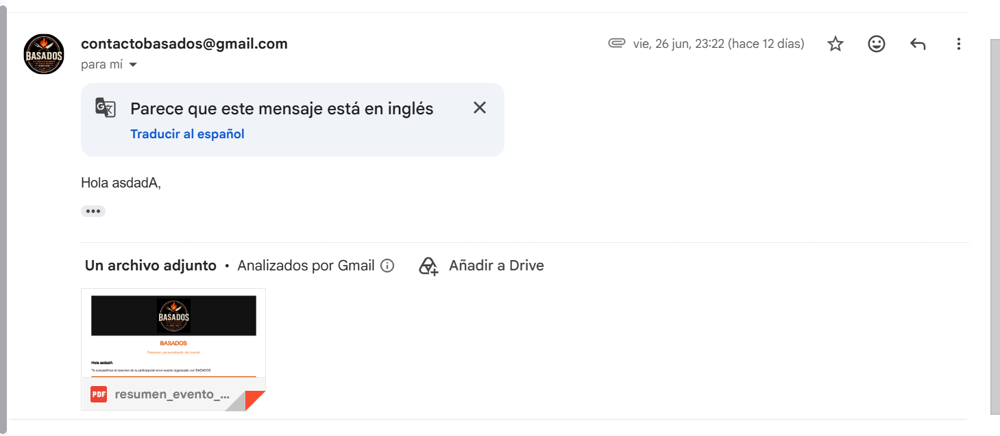 BASADOS
contactobasados@gmail.com
vie, 26 jun, 23:22 (hace 12 días)
para mí
Parece que este mensaje está en inglés
Traducir al español
Hola asdadA,
Un archivo adjunto • Analizados por Gmail
Añadir a Drive
BASADOS
BASADOS
Resumen personalizado del evento
Hola asdadA
Te compartimos el resumen de tu participación en el evento organizado con BASADOS.
PDF
resumen_evento_...